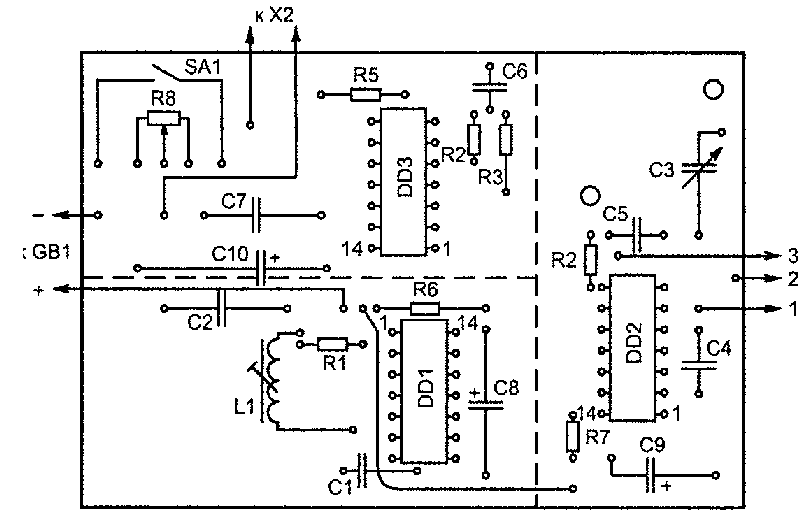 к X2
SA1
R8
R5
C6
R2
R3
DD3
C3
C7
C5
14
1
–
к GB1
C10
+
R2
3
2
+
C2
R6
1
1
14
R1
DD2
C4
L1
DD1
+
C8
14
1
R7
C9
C1
+